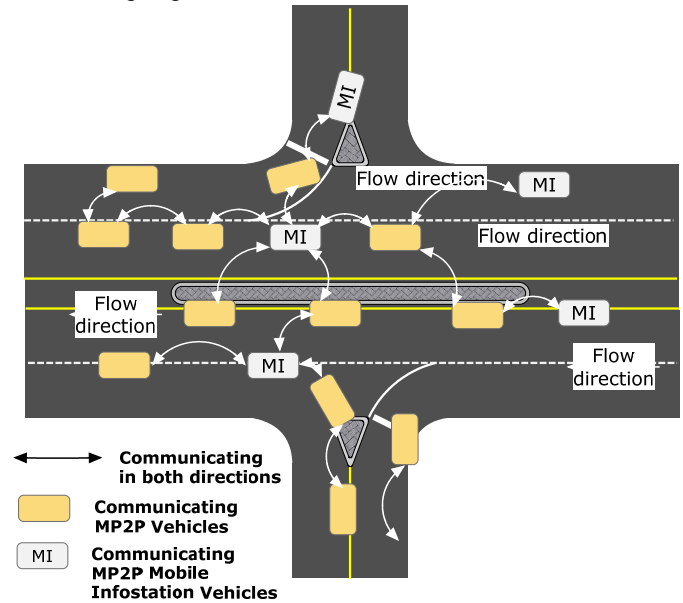 MI
Flow direction
MI
Flow direction
MI
Flow
direction
MI
Flow
direction
MI
Communicating
in both directions
Communicating
MP2P Vehicles
MI
Communicating
MP2P Mobile
Infostation Vehicles